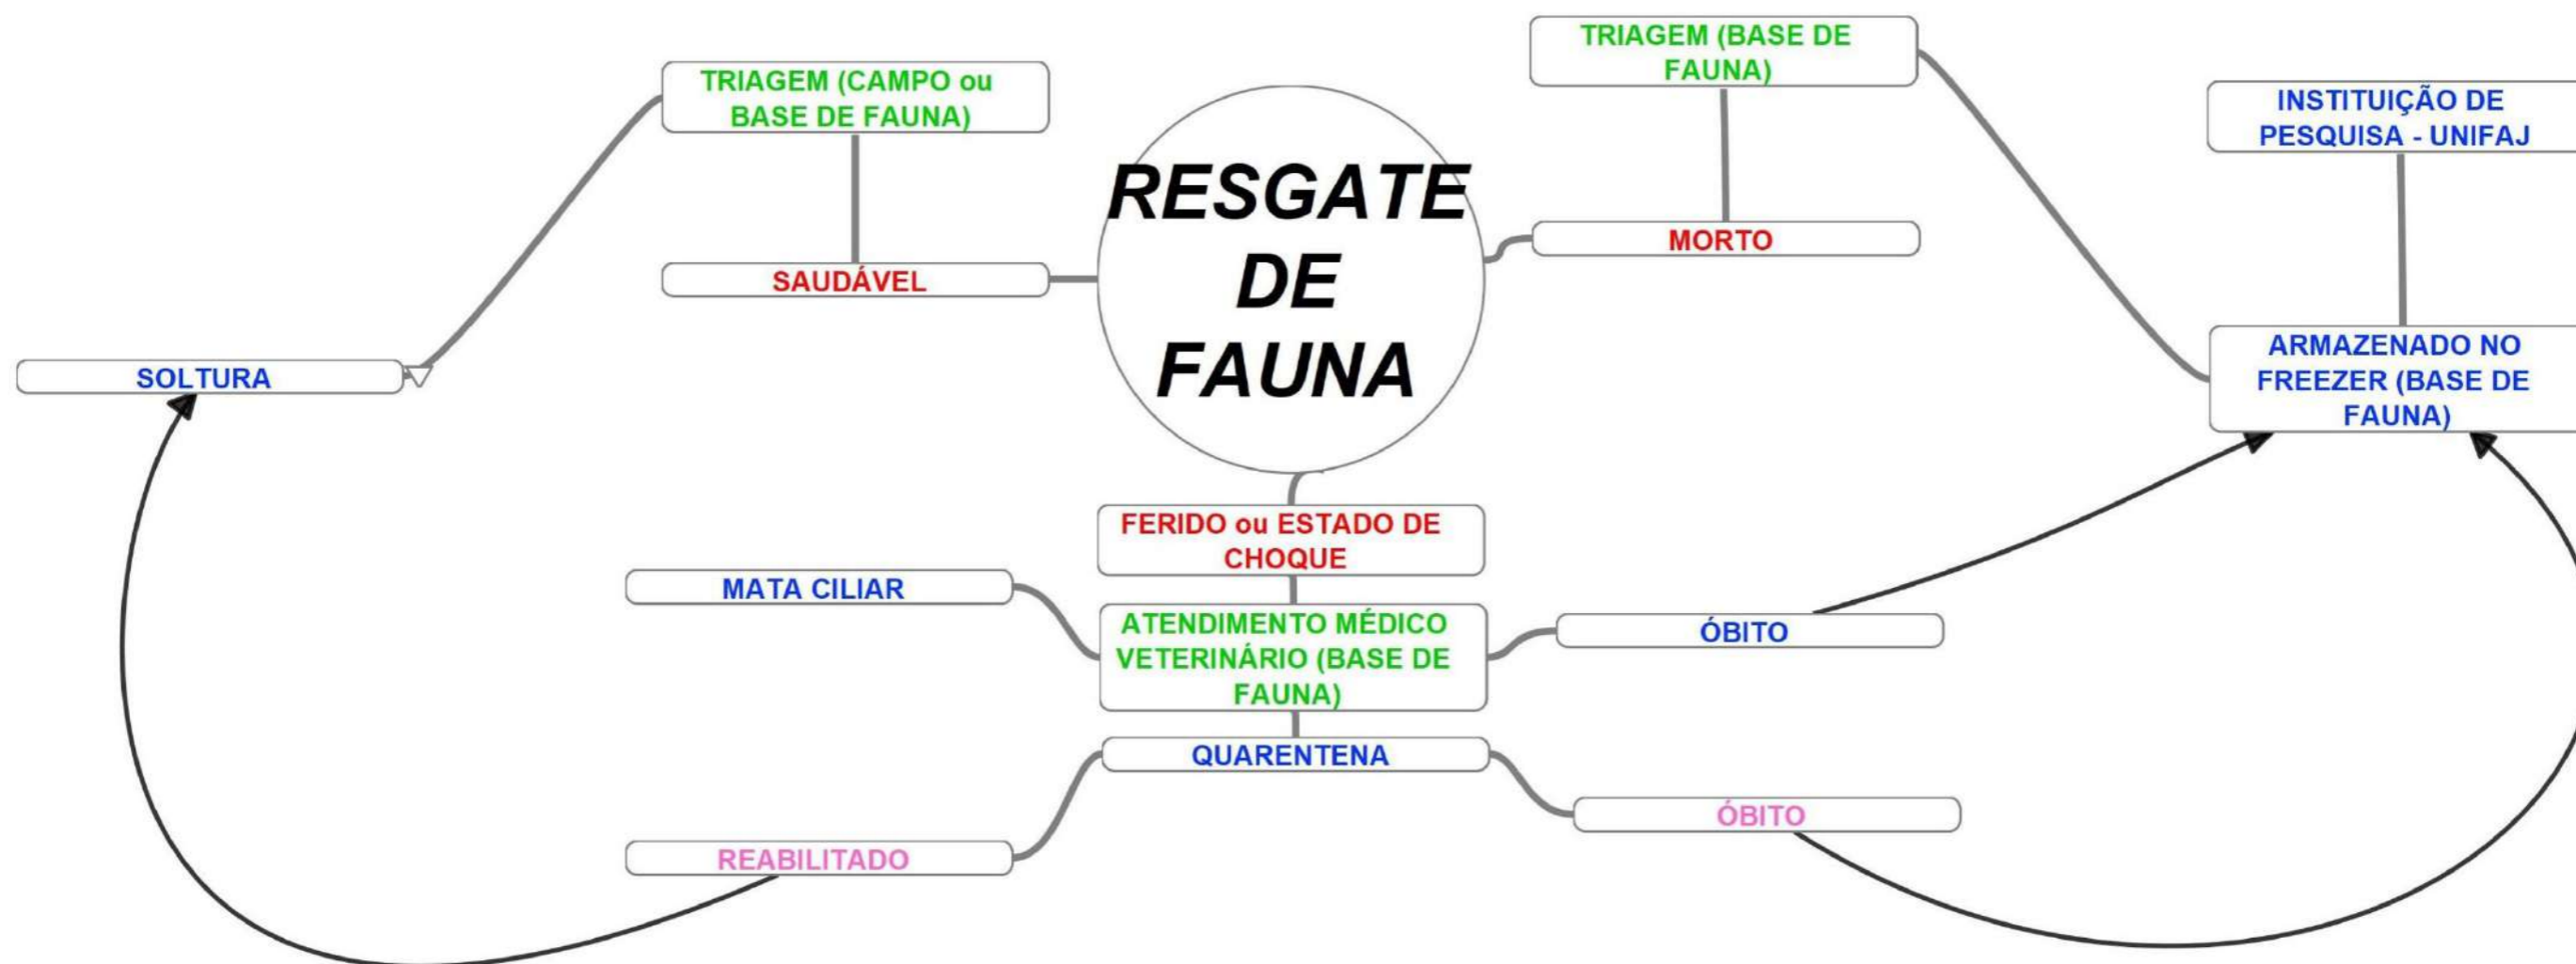 TRIAGEM (BASE DE
FAUNA)
TRIAGEM (CAMPO ou
BASE DE FAUNA)
INSTITUIÇÃO DE
PESQUISA - UNIFAJ
RESGATE
DE
FAUNA
MORTO
SAUDÁVEL
SOLTURA
ARMAZENADO NO
FREEZER (BASE DE
FAUNA)
FERIDO ou ESTADO DE
CHOQUE
MATA CILIAR
ATENDIMENTO MÉDICO
VETERINÁRIO (BASE DE
FAUNA)
ÓBITO
QUARENTENA
ÓBITO
REABILITADO